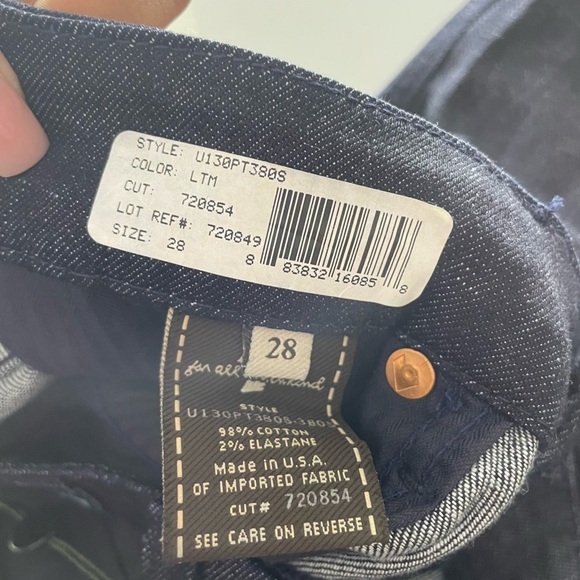 STYLE: U130PT380S
COLOR: LTM
CUT: 720854
LOT REF#: 720849
SIZE: 28
8 83832 16085 8
28
for all mankind
STYLE
U130PT380S-380S
98% COTTON
2% ELASTANE
Made in U.S.A.
OF IMPORTED FABRIC
CUT# 720854
SEE CARE ON REVERSE